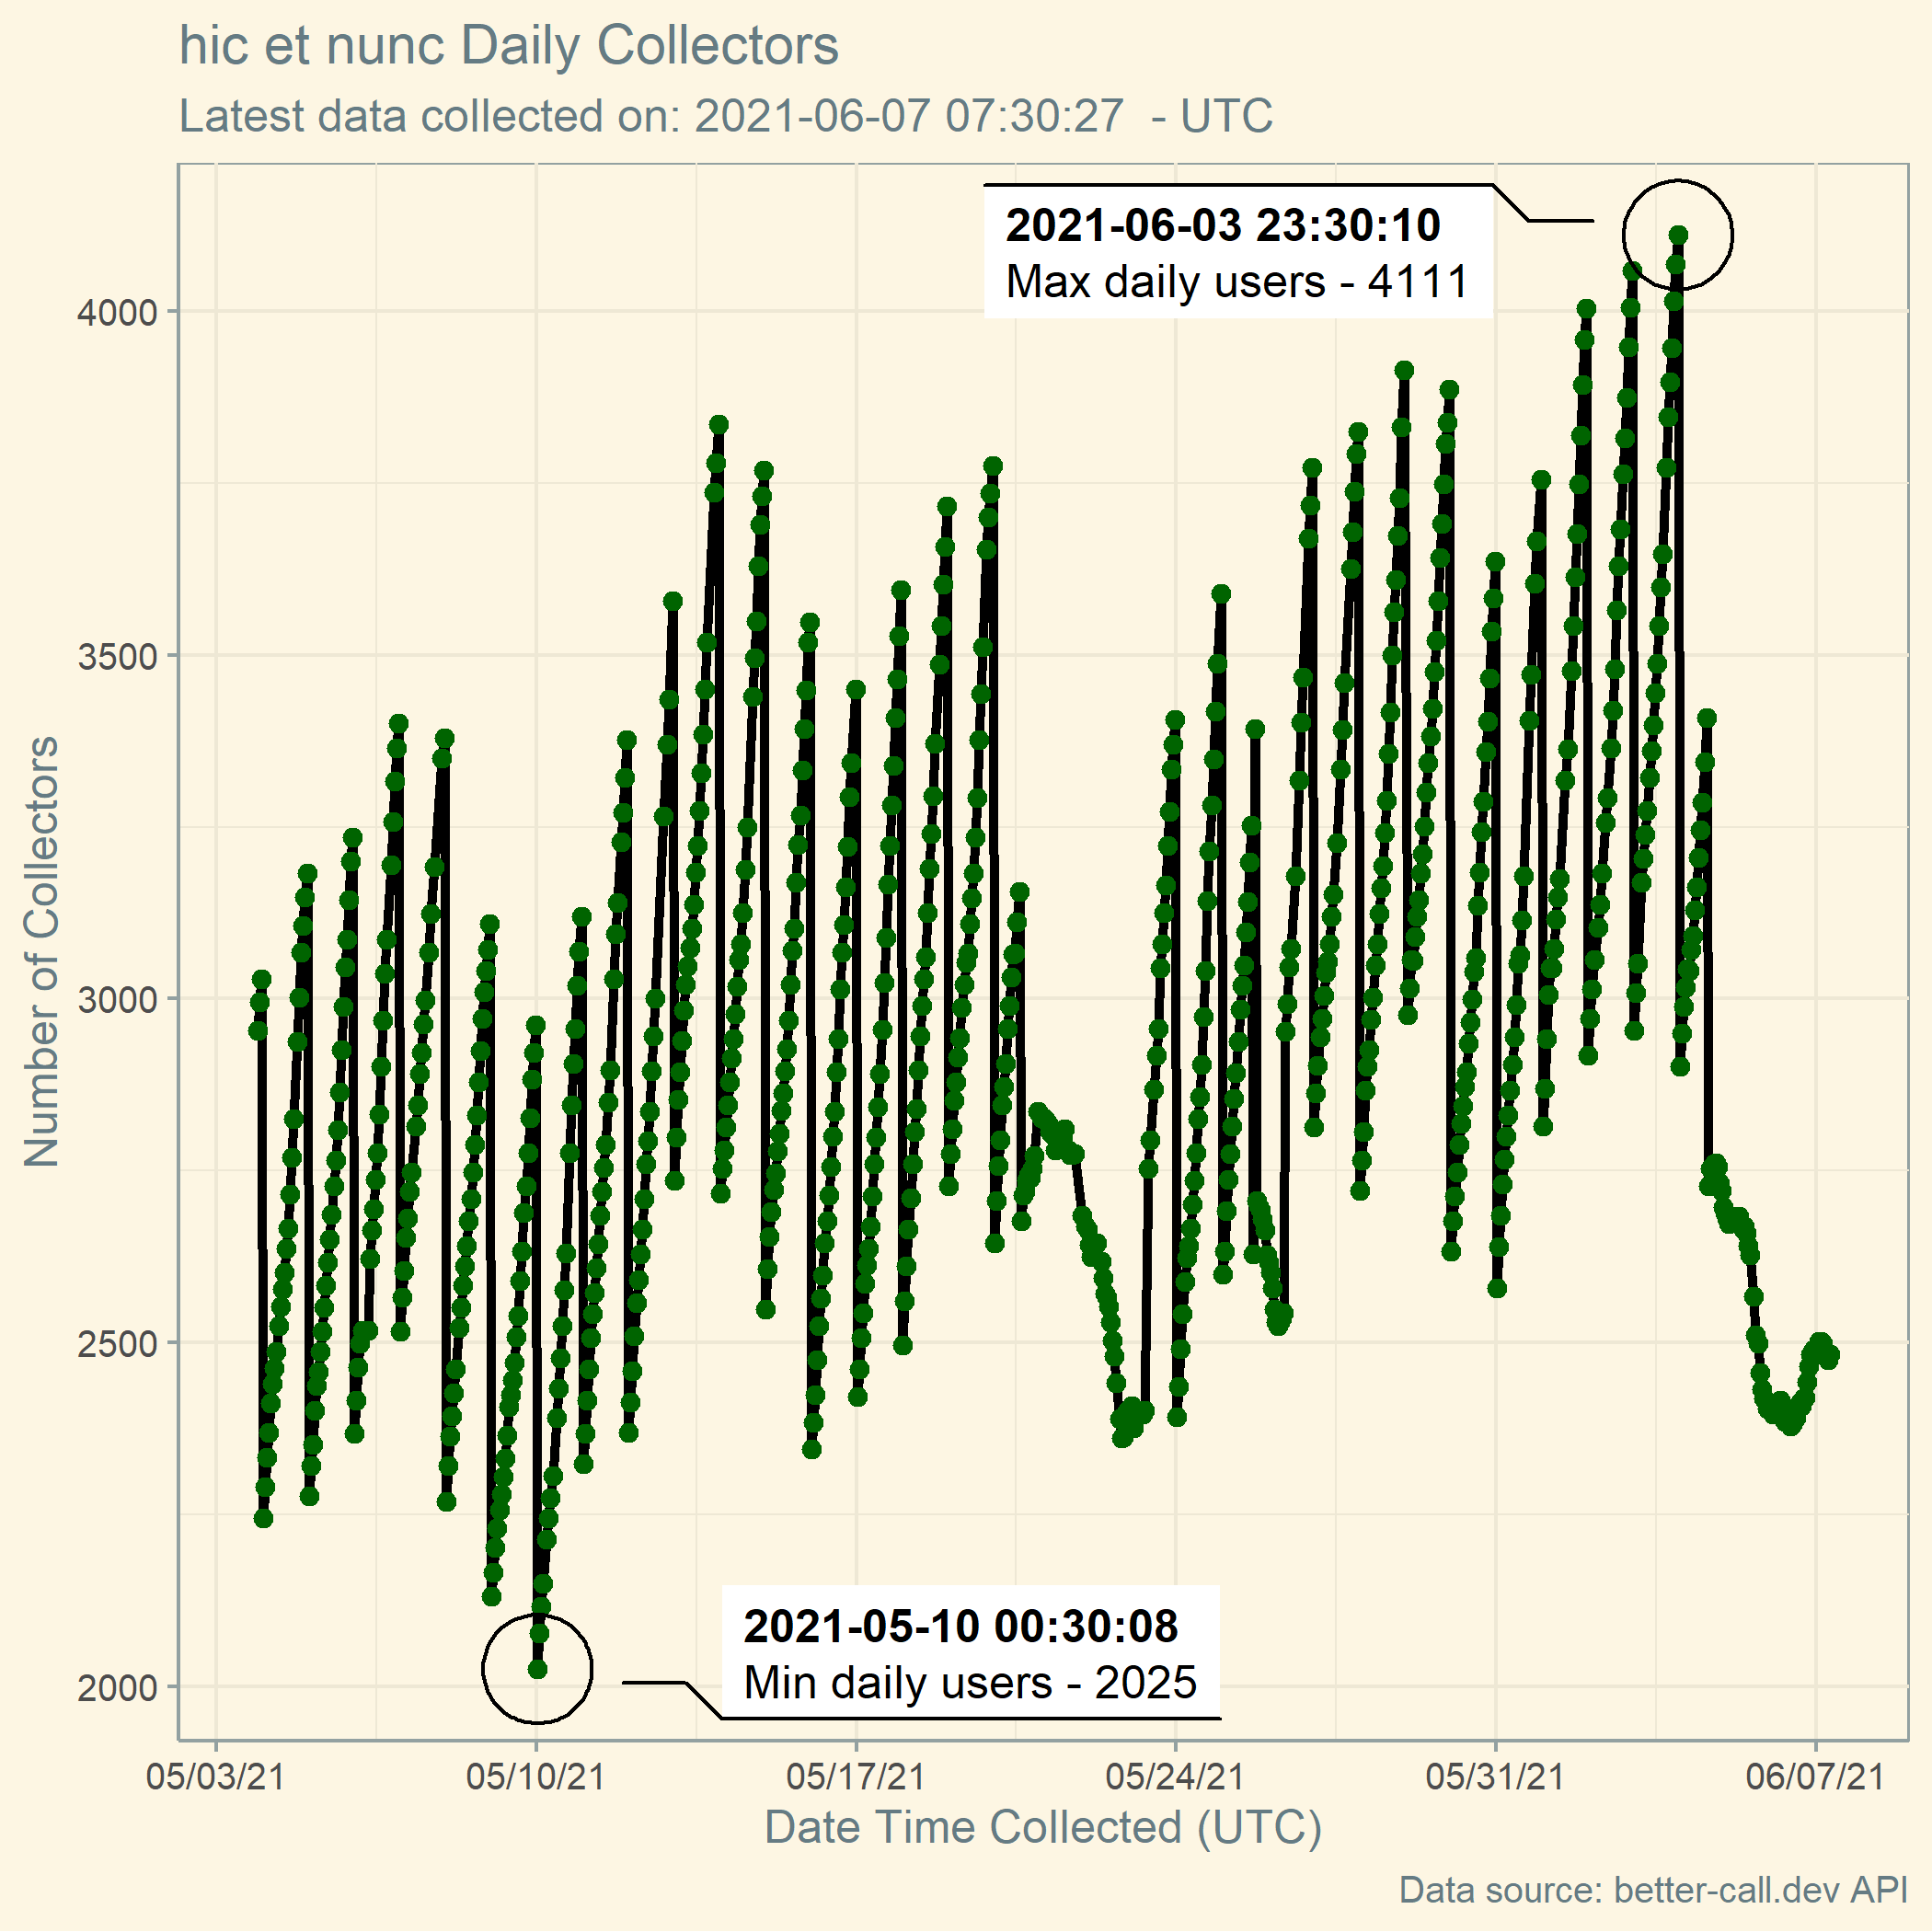 hic et nunc Daily Collectors
Latest data collected on: 2021-06-07 07:30:27  - UTC
2021-06-03 23:30:10
Max daily users - 4111
4000
3500
Number of Collectors
3000
2500
2021-05-10 00:30:08
Min daily users - 2025
2000
05/03/21
05/10/21
05/17/21
05/24/21
05/31/21
06/07/21
Date Time Collected (UTC)
Data source: better-call.dev API